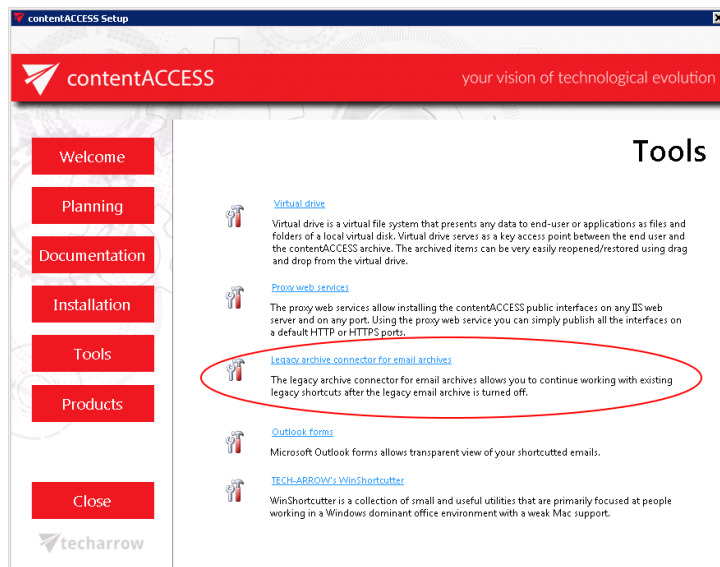 contentACCESS Setup
contentACCESS
your vision of technological evolution
Tools
Welcome
Planning
Documentation
Installation
Tools
Products
Close
techarrow
Virtual drive
Virtual drive is a virtual file system that presents any data to end-user or applications as files and
folders of a local virtual disk. Virtual drive serves as a key access point between the end user and
the contentACCESS archive. The archived items can be very easily reopened/restored using drag
and drop from the virtual drive.
Proxy web services
The proxy web services allow installing the contentACCESS public interfaces on any IIS web
server and on any port. Using the proxy web service you can simply publish all the interfaces on
a default HTTP or HTTPS ports.
Legacy archive connector for email archives
The legacy archive connector for email archives allows you to continue working with existing
legacy shortcuts after the legacy email archive is turned off.
Outlook forms
Microsoft Outlook forms allows transparent view of your shortcutted emails.
TECH-ARROW's WinShortcutter
WinShortcutter is a collection of small and useful utilities that are primarily focused at people
working in a Windows dominant office environment with a weak Mac support.